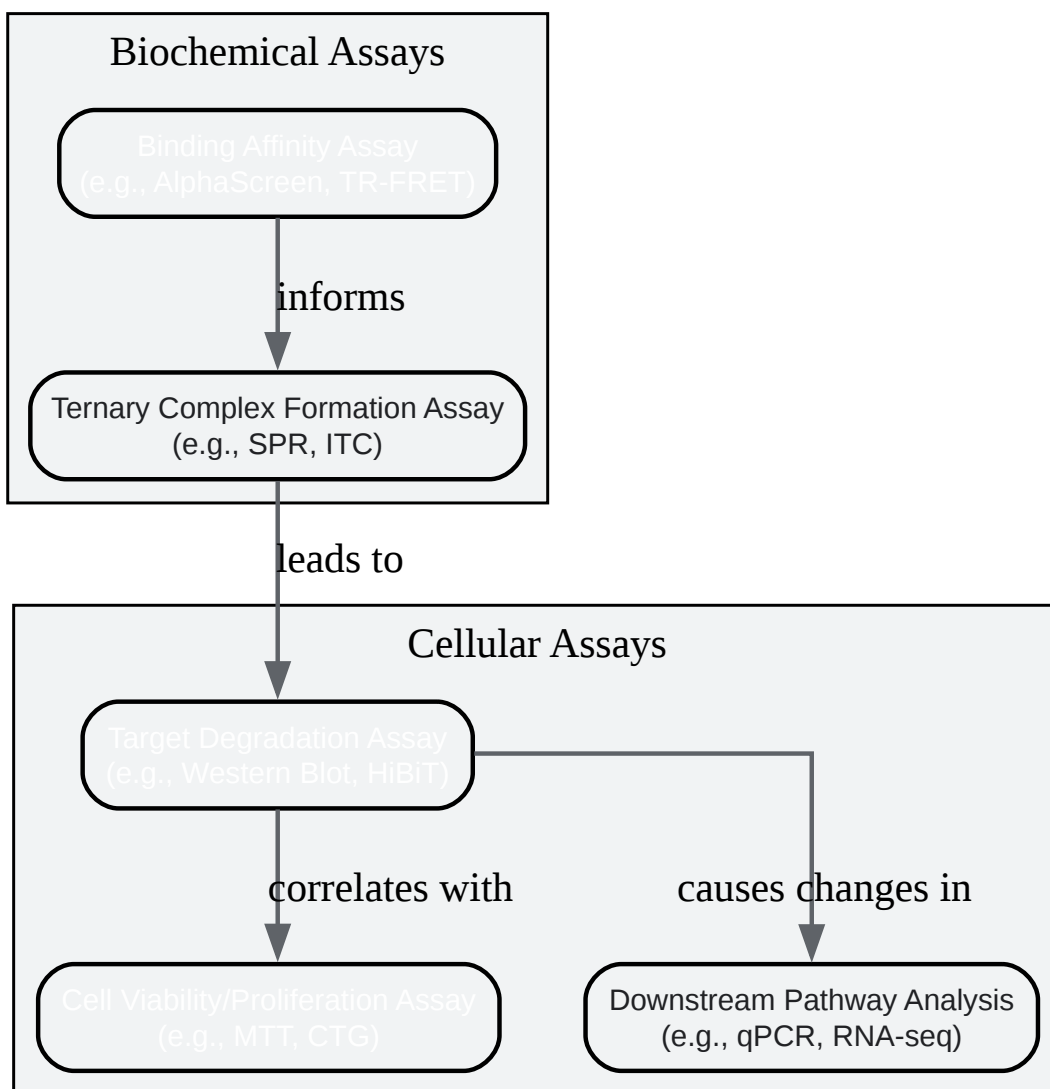 Biochemical Assays
Binding Affinity Assay
(e.g., AlphaScreen, TR-FRET)
informs
Ternary Complex Formation Assay
(e.g., SPR, ITC)
leads to
Cellular Assays
Target Degradation Assay
(e.g., Western Blot, HiBiT)
correlates with
causes changes in
Cell Viability/Proliferation Assay
(e.g., MTT, CTG)
Downstream Pathway Analysis
(e.g., qPCR, RNA-seq)